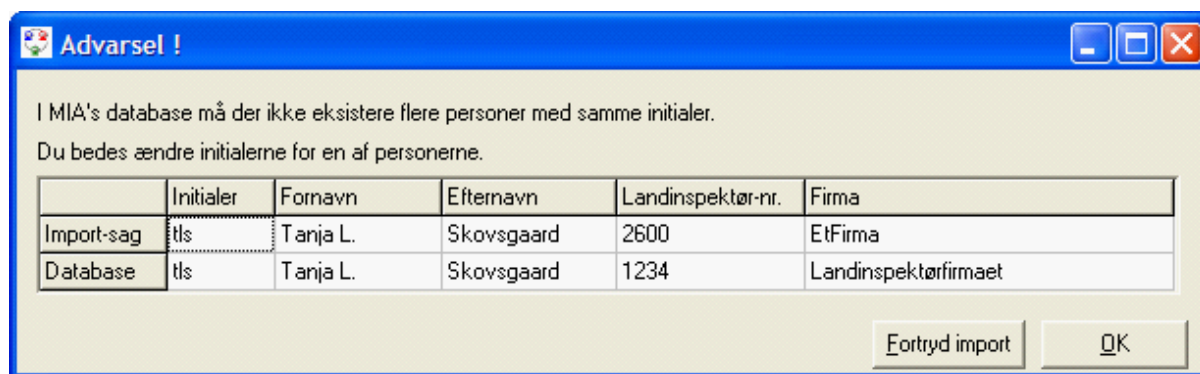 Advarsel !
I MIA's database må der ikke eksistere flere personer med samme initialer.
Du bedes ændre initialerne for en af personerne.
Initialer Fornavn Efternavn Landinspektør-nr. Firma
Import-sag tls Tanja L. Skovsgaard 2600 EtFirma
Database tls Tanja L. Skovsgaard 1234 Landinspektørfirmaet
Fortryd import OK